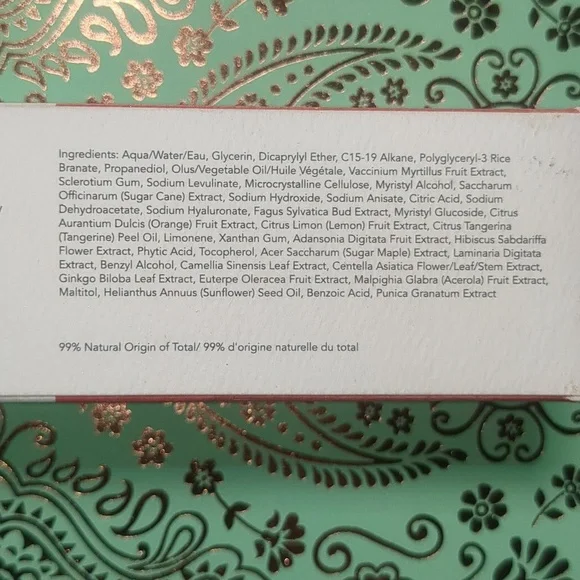 Ingredients: Aqua/Water/Eau, Glycerin, Dicaprylyl Ether, C15-19 Alkane, Polyglyceryl-3 Rice
Branate, Propanediol, Olus/Vegetable Oil/Huile Végétale, Vaccinium Myrtillus Fruit Extract,
Sclerotium Gum, Sodium Levulinate, Microcrystalline Cellulose, Myristyl Alcohol, Saccharum
Officinarum (Sugar Cane) Extract, Sodium Hydroxide, Sodium Anisate, Citric Acid, Sodium
Dehydroacetate, Sodium Hyaluronate, Fagus Sylvatica Bud Extract, Myristyl Glucoside, Citrus
Aurantium Dulcis (Orange) Fruit Extract, Citrus Limon (Lemon) Fruit Extract, Citrus Tangerina
(Tangerine) Peel Oil, Limonene, Xanthan Gum, Adansonia Digitata Fruit Extract, Hibiscus Sabdariffa
Flower Extract, Phytic Acid, Tocopherol, Acer Saccharum (Sugar Maple) Extract, Laminaria Digitata
Extract, Benzyl Alcohol, Camellia Sinensis Leaf Extract, Centella Asiatica Flower/Leaf/Stem Extract,
Ginkgo Biloba Leaf Extract, Euterpe Oleracea Fruit Extract, Malpighia Glabra (Acerola) Fruit Extract,
Maltitol, Helianthus Annuus (Sunflower) Seed Oil, Benzoic Acid, Punica Granatum Extract
99% Natural Origin of Total/ 99% d'origine naturelle du total